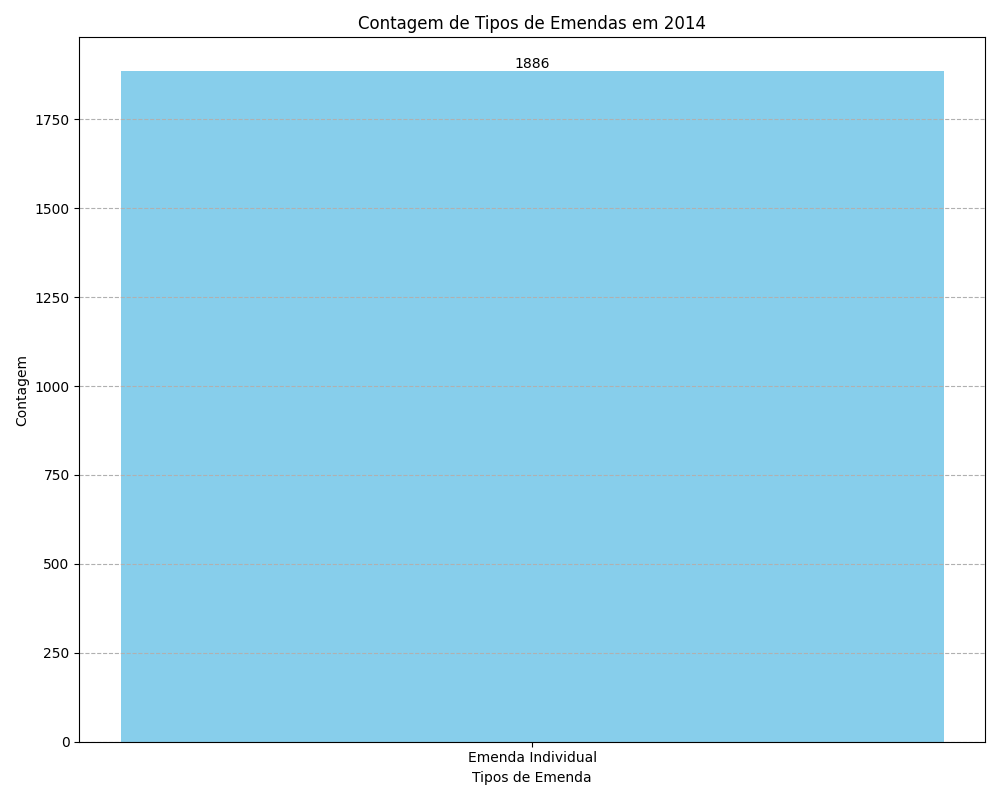 Contagem de Tipos de Emendas em 2014
1886
1750
1500
1250
1000
750
500
250
0
Contagem
Emenda Individual
Tipos de Emenda